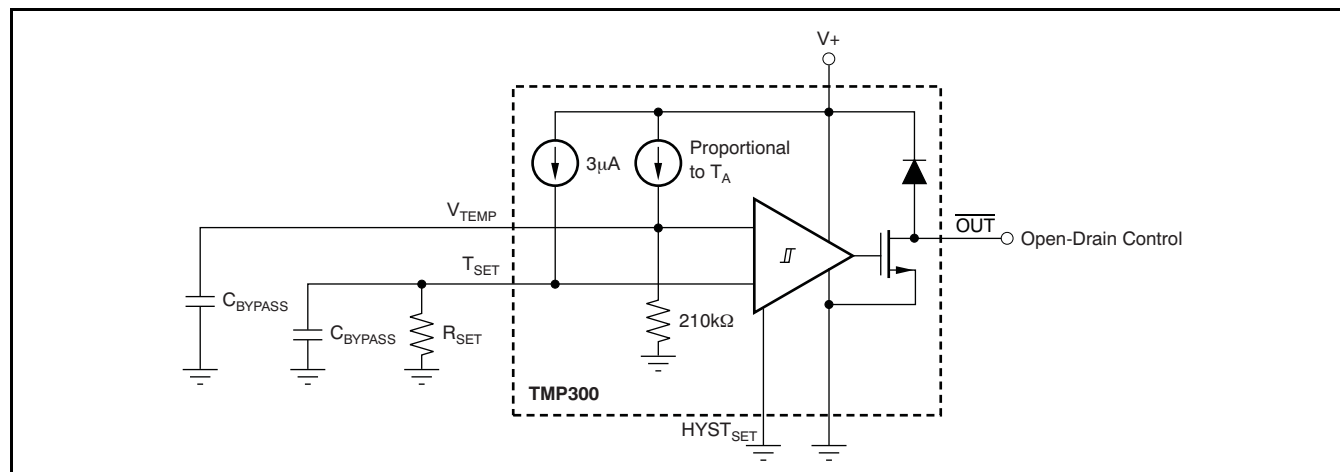 V+
3μA
Proportional
to T_A
V_TEMP
OUT
Open-Drain Control
T_SET
C_BYPASS
C_BYPASS
R_SET
210kΩ
TMP300
HYST_SET